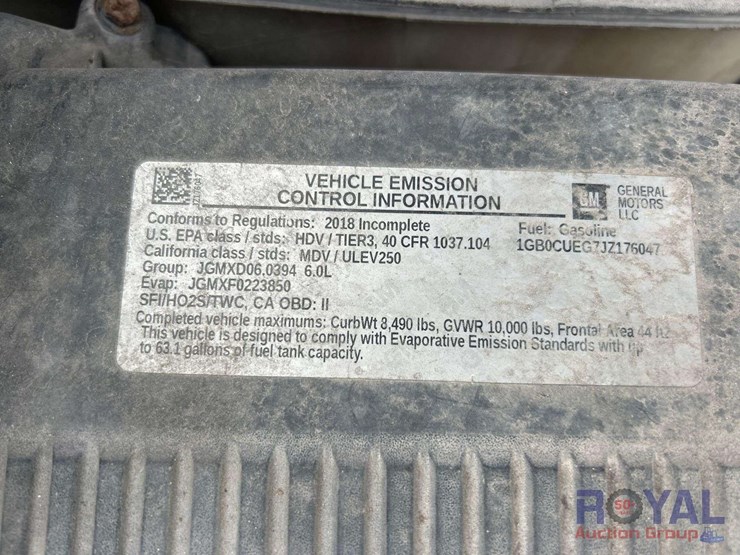 VEHICLE EMISSION
CONTROL INFORMATION
GM
GENERAL
MOTORS
LLC
Conforms to Regulations: 2018 Incomplete
Fuel: Gasoline
U.S. EPA class / stds: HDV / TIER3, 40 CFR 1037.104
1GB0CUEG7JZ176047
California class / stds: MDV / ULEV250
Group: JGMXD06.0394 6.0L
Evap: JGMXF0223850
SFI/HO2S/TWC, CA OBD: II
Completed vehicle maximums: CurbWt 8,490 lbs, GVWR 10,000 lbs, Frontal Area 44 ft2
This vehicle is designed to comply with Evaporative Emission Standards with up
to 63.1 gallons of fuel tank capacity.
ROYAL
Auction Group